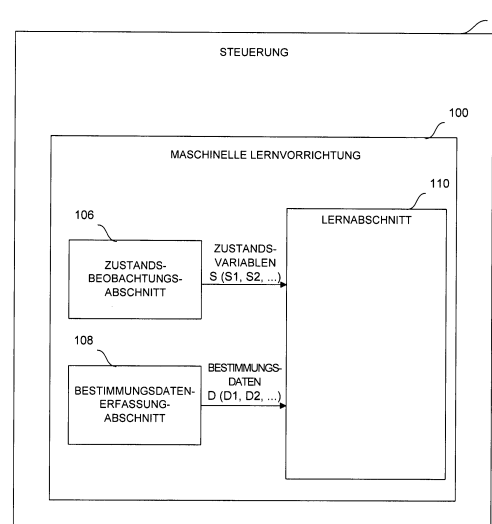 STEUERUNG
100
MASCHINELLE LERNVORRICHTUNG
110
LERNABSCHNITT
106
ZUSTANDS-
BEOBACHTUNGS-
ABSCHNITT
ZUSTANDS-
VARIABLEN
S (S1, S2, ...)
108
BESTIMMUNGSDATEN-
ERFASSUNG-
ABSCHNITT
BESTIMMUNGS-
DATEN
D (D1, D2, ...)